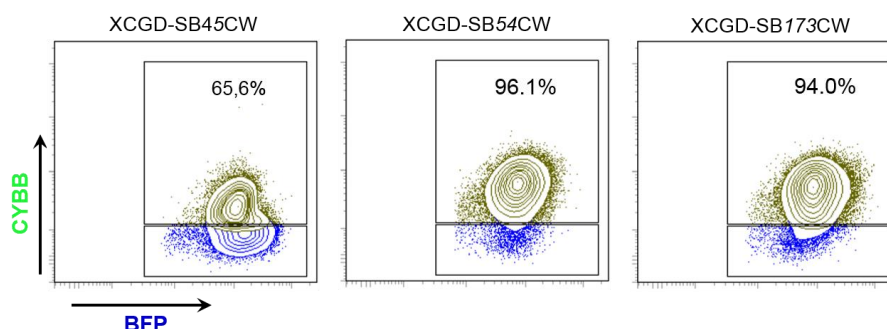 XCGD-SB45CW
XCGD-SB54CW
XCGD-SB173CW
65,6%
96.1%
94.0%
CYBB
BFP